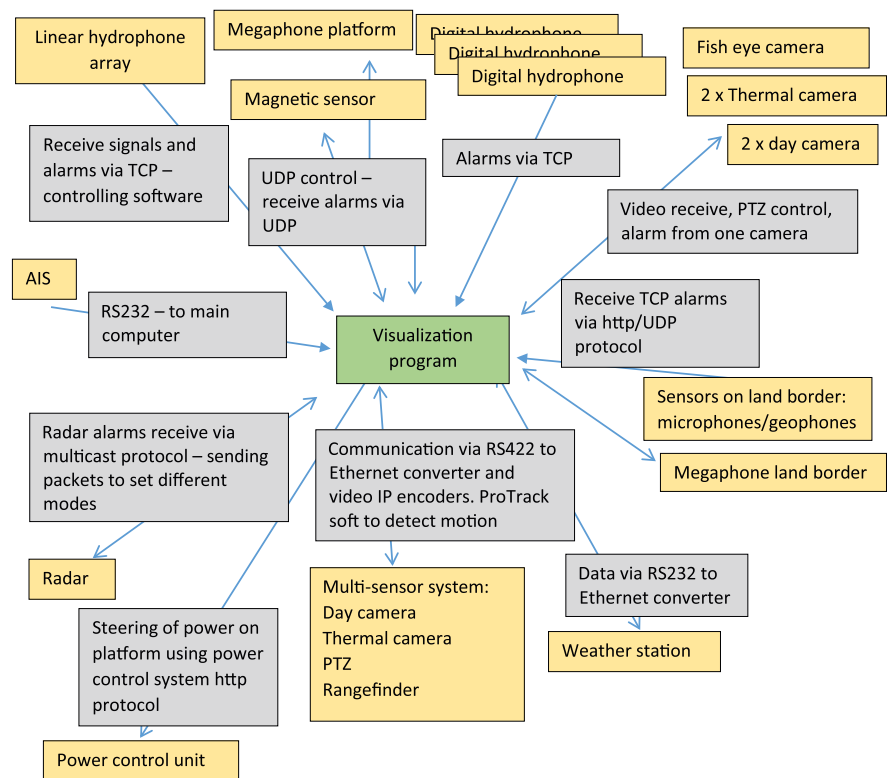 Linear hydrophone
array
Megaphone platform
Digital hydrophone
Digital hydrophone
Digital hydrophone
Fish eye camera
Magnetic sensor
2 x Thermal camera
2 x day camera
Receive signals and
alarms via TCP –
controlling software
UDP control –
receive alarms via
UDP
Alarms via TCP
Video receive, PTZ control,
alarm from one camera
AIS
RS232 – to main
computer
Visualization
program
Receive TCP alarms
via http/UDP
protocol
Sensors on land border:
microphones/geophones
Megaphone land border
Radar alarms receive via
multicast protocol – sending
packets to set different
modes
Communication via RS422 to
Ethernet converter and
video IP encoders. ProTrack
soft to detect motion
Radar
Multi-sensor system:
Day camera
Thermal camera
PTZ
Rangefinder
Data via RS232 to
Ethernet converter
Weather station
Steering of power on
platform using power
control system http
protocol
Power control unit